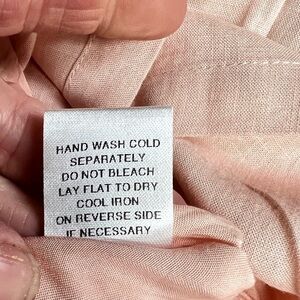 HAND WASH COLD
SEPARATELY
DO NOT BLEACH
LAY FLAT TO DRY
COOL IRON
ON REVERSE SIDE
IF NECESSARY